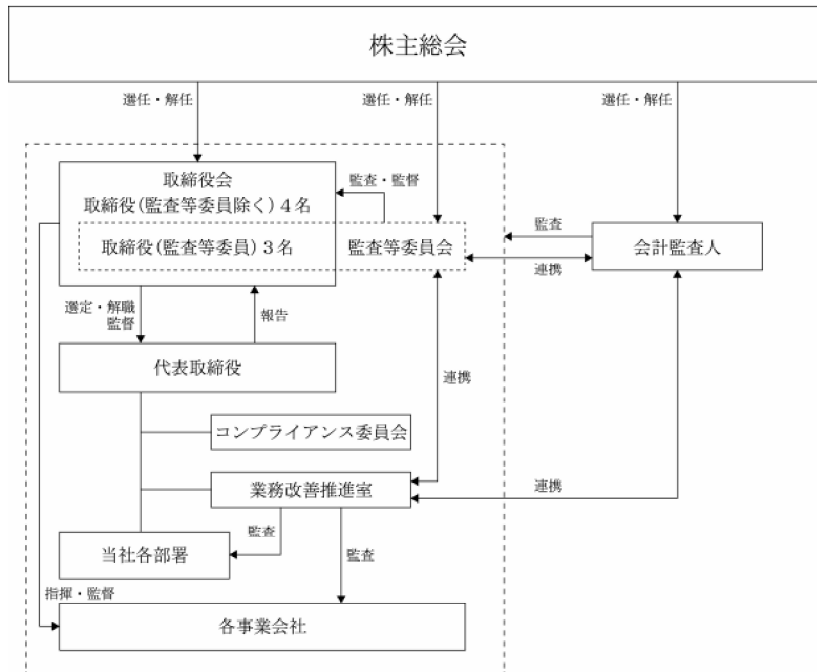 株主総会
選任・解任
選任・解任
選任・解任
取締役会
取締役(監査等委員除く)４名
監査・監督
取締役(監査等委員)３名
監査等委員会
監査
会計監査人
連携
選定・解職
監督
報告
代表取締役
連携
コンプライアンス委員会
業務改善推進室
連携
監査
当社各部署
監査
指揮・監督
各事業会社